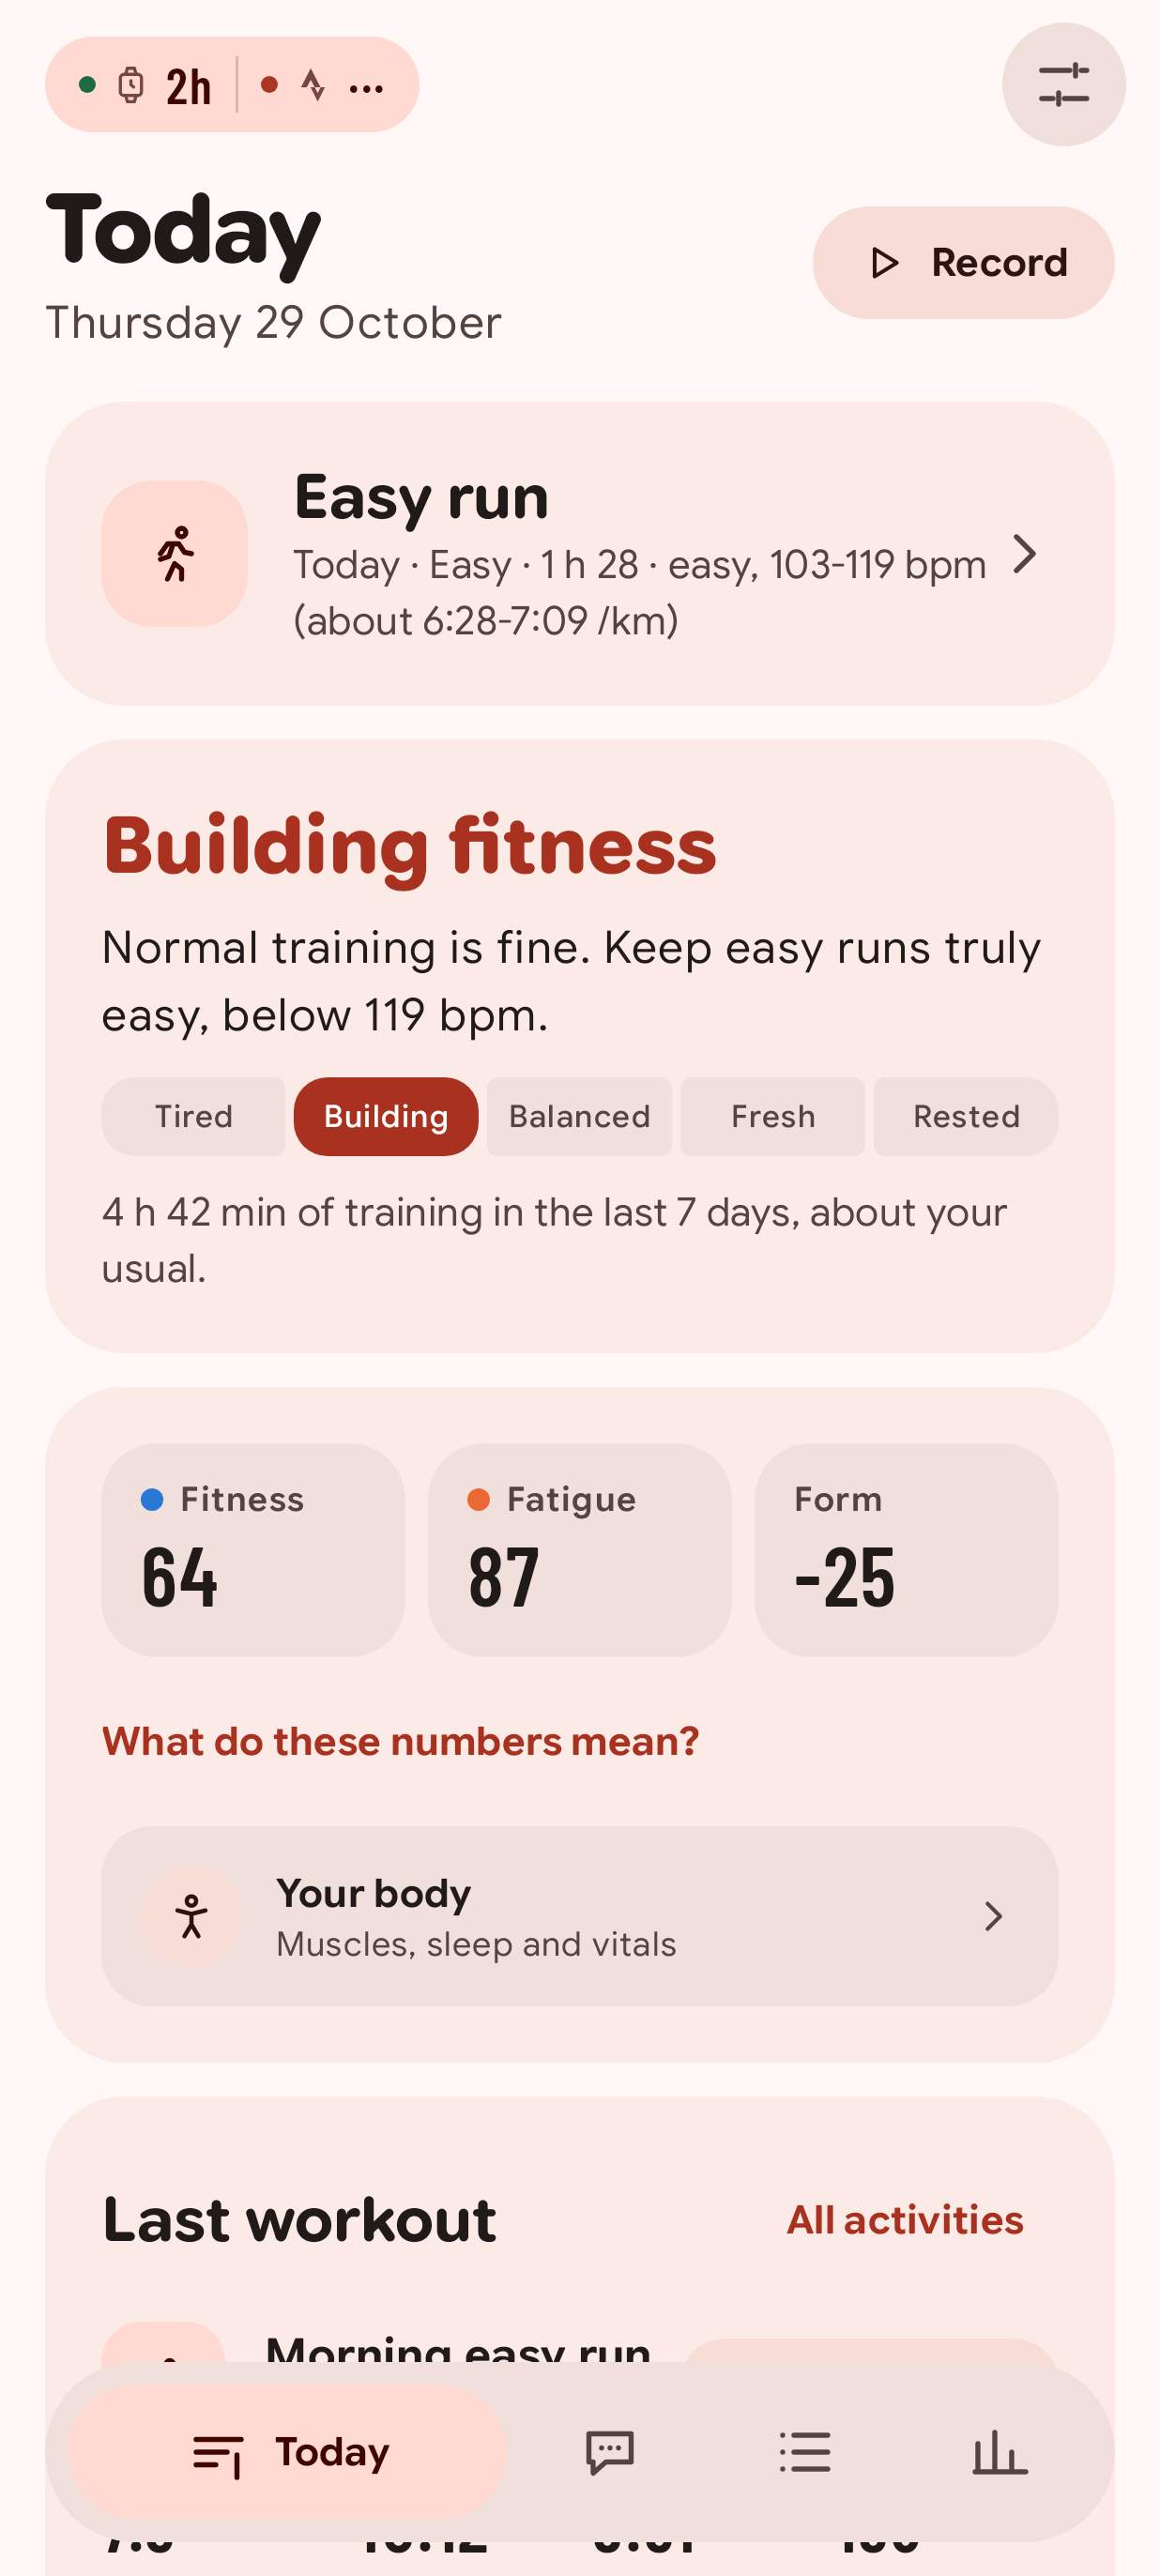 2h
...
Today
Thursday 29 October
Record
Easy run
Today · Easy · 1 h 28 · easy, 103-119 bpm
(about 6:28-7:09 /km)
Building fitness
Normal training is fine. Keep easy runs truly
easy, below 119 bpm.
Tired Building Balanced Fresh Rested
4 h 42 min of training in the last 7 days, about your
usual.
Fitness Fatigue Form
64 87 -25
What do these numbers mean?
Your body
Muscles, sleep and vitals
Last workout All activities
Morning easy run
Today